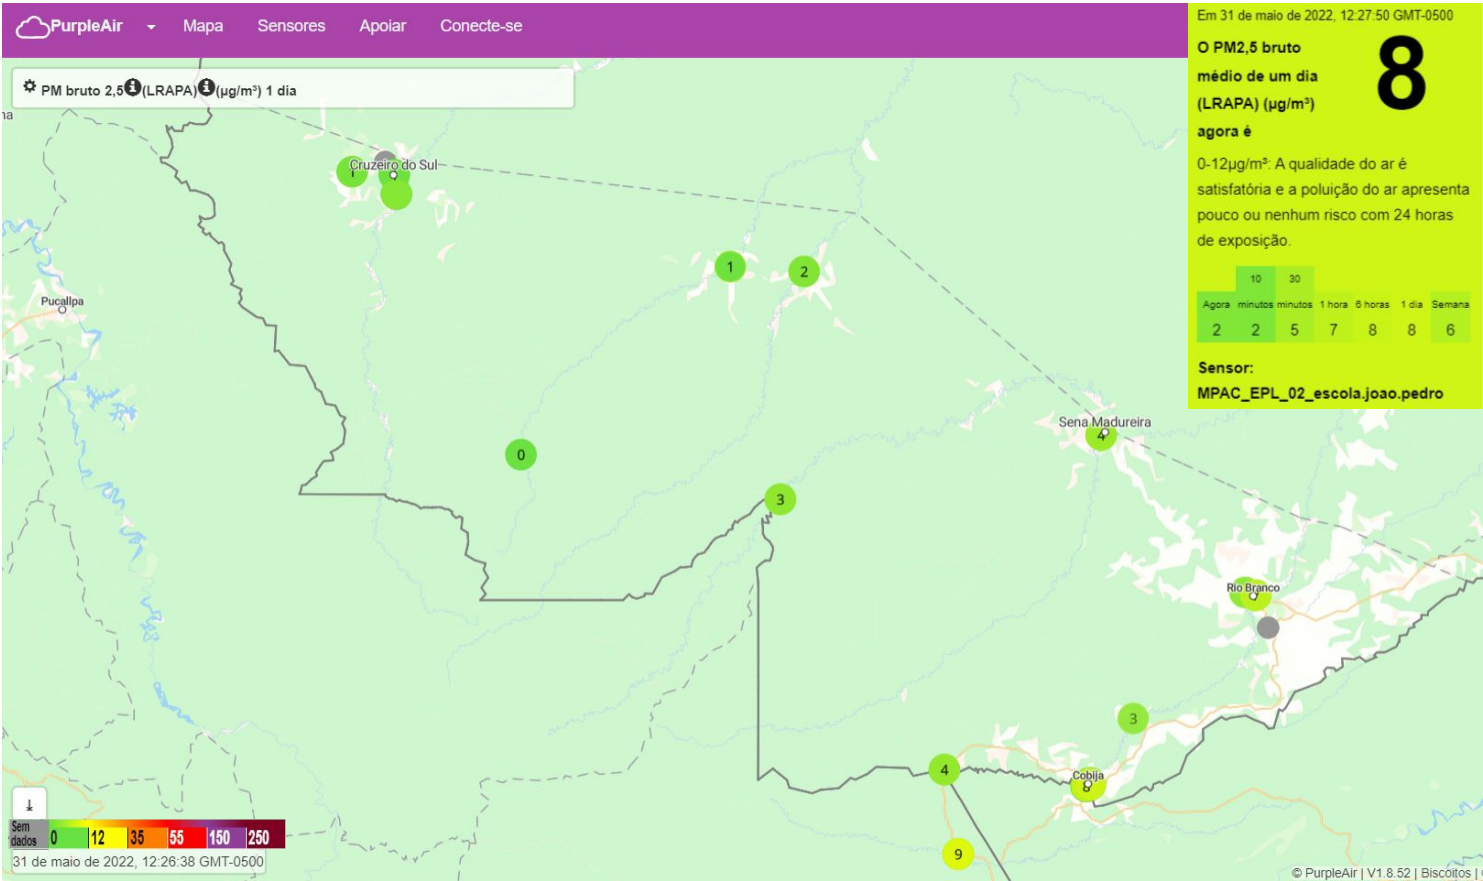 PurpleAir Mapa Sensores Apoiar Conecte-se
PM bruto 2,5 (LRAPA) (µg/m³) 1 dia
Em 31 de maio de 2022, 12:27:50 GMT-0500
O PM2,5 bruto
médio de um dia
(LRAPA) (µg/m³)
agora é
8
0-12µg/m³: A qualidade do ar é
satisfatória e a poluição do ar apresenta
pouco ou nenhum risco com 24 horas
de exposição.
10 30
Agora minutos minutos 1 hora 6 horas 1 dia Semana
2 2 5 7 8 8 6
Sensor:
MPAC_EPL_02_escola.joao.pedro
na
Cruzeiro do Sul
1
1
2
Pucallpa
Sena Madureira
4
0
3
Rio Branco
3
4
Cobija
8
9
Sem
dados
0 12 35 55 150 250
31 de maio de 2022, 12:26:38 GMT-0500
© PurpleAir | V1.8.52 | Biscoitos |